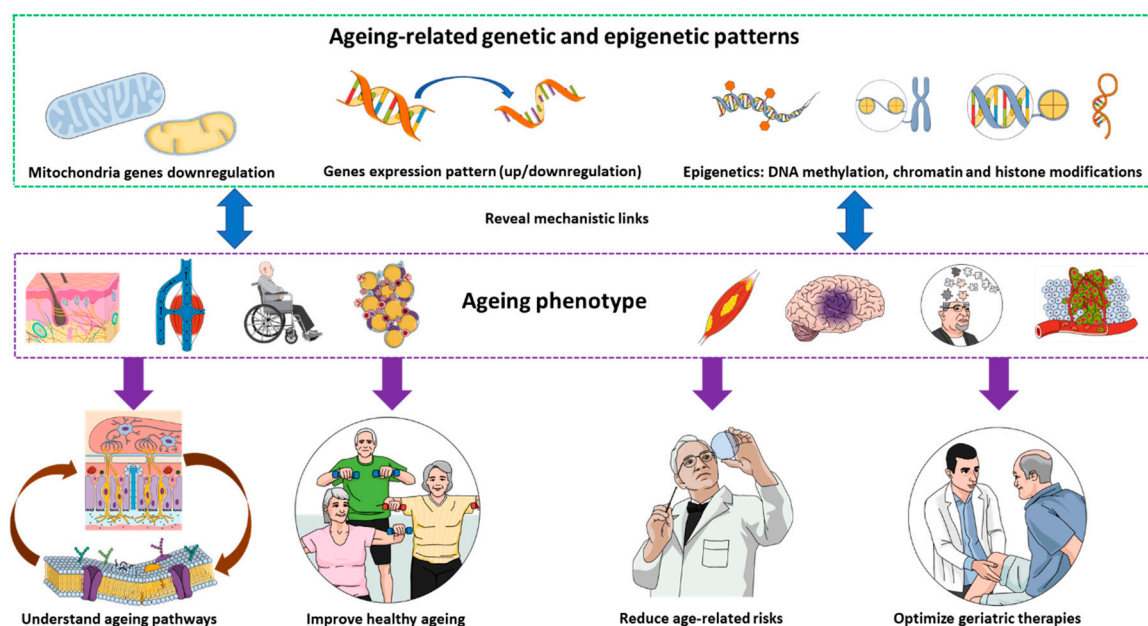 Ageing-related genetic and epigenetic patterns
Mitochondria genes downregulation
Genes expression pattern (up/downregulation)
Epigenetics: DNA methylation, chromatin and histone modifications
Reveal mechanistic links
Ageing phenotype
Understand ageing pathways
Improve healthy ageing
Reduce age-related risks
Optimize geriatric therapies